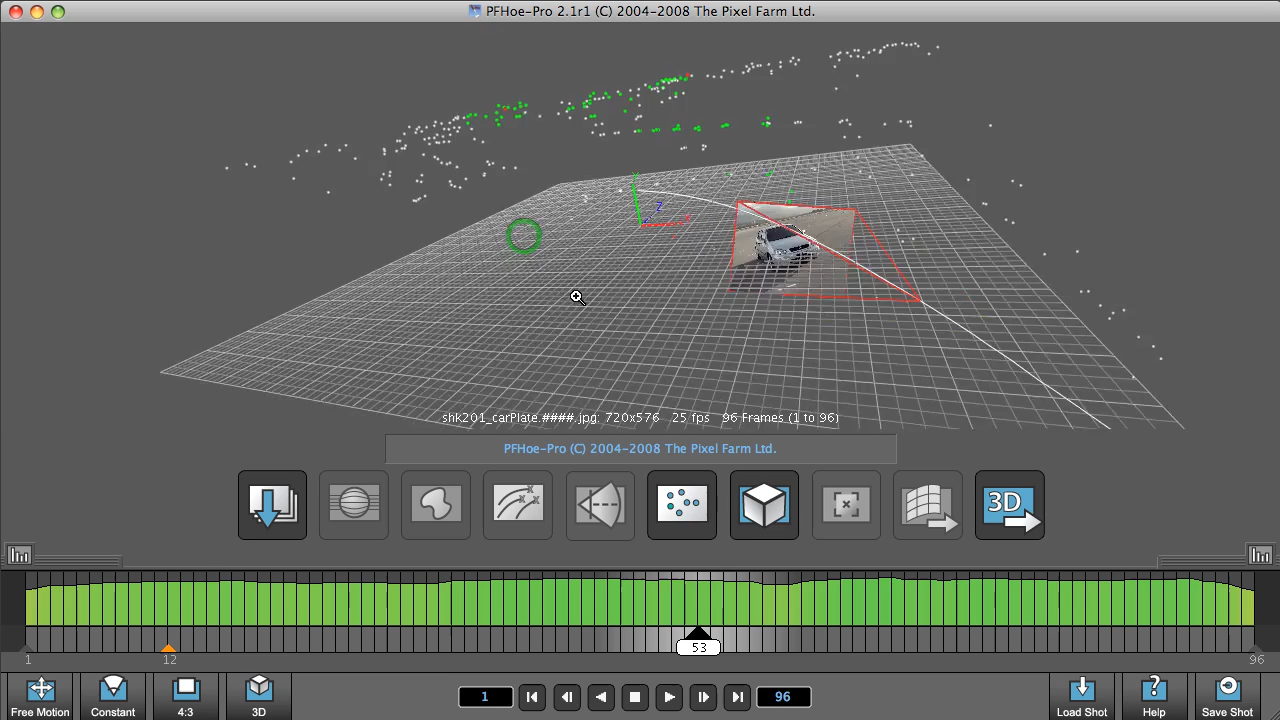 PFHoe-Pro 2.1r1 (C) 2004-2008 The Pixel Farm Ltd.
Z
shk201_carPlate.####.jpg: 720x576 25 fps 96 Frames (1 to 96)
PFHoe-Pro (C) 2004-2008 The Pixel Farm Ltd.
3D
53
1
12
96
1
96
Free Motion
Constant
4:3
3D
Load Shot
Help
Save Shot